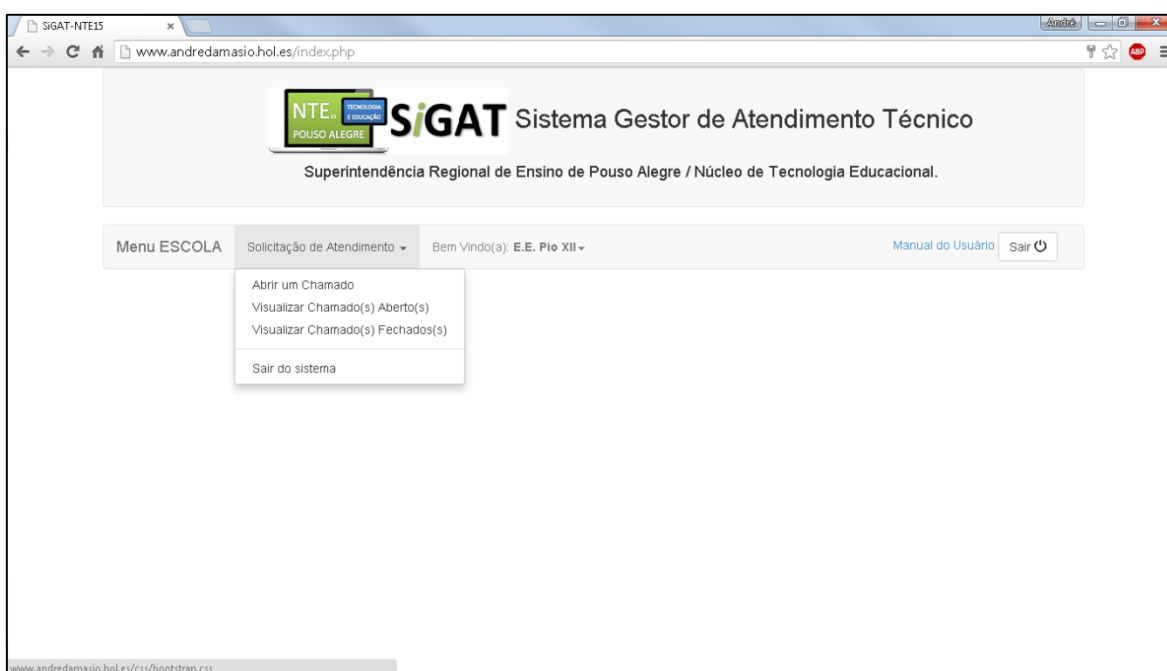 SiGAT-NTE15
André
www.andredamasio.hol.es/index.php
ABP
NTE15
TECNOLOGIA
E EDUCAÇÃO
POUSO ALEGRE
SiGAT Sistema Gestor de Atendimento Técnico
Superintendência Regional de Ensino de Pouso Alegre / Núcleo de Tecnologia Educacional.
Menu ESCOLA Solicitação de Atendimento Bem Vindo(a): E.E. Pio XII Manual do Usuário Sair
Abrir um Chamado
Visualizar Chamado(s) Aberto(s)
Visualizar Chamado(s) Fechados(s)
Sair do sistema
www.andredamasio.hol.es/css/bootstrap.css